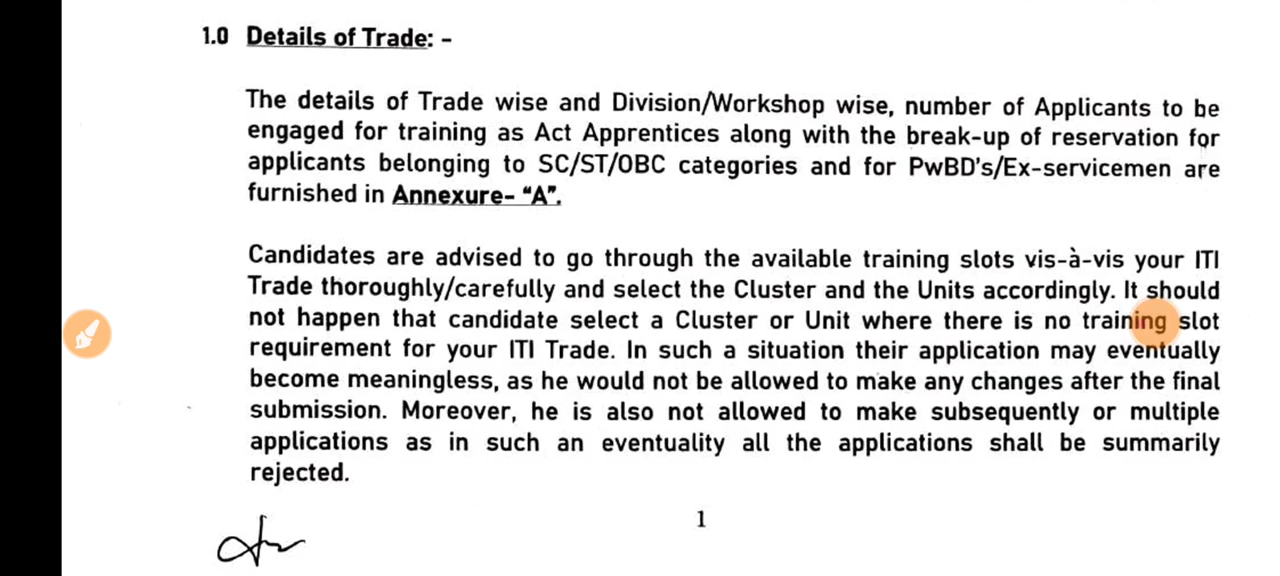 1.0 Details of Trade: -
The details of Trade wise and Division/Workshop wise, number of Applicants to be
engaged for training as Act Apprentices along with the break-up of reservation for
applicants belonging to SC/ST/OBC categories and for PwBD's/Ex-servicemen are
furnished in Annexure- “A”.
Candidates are advised to go through the available training slots vis-à-vis your ITI
Trade thoroughly/carefully and select the Cluster and the Units accordingly. It should
not happen that candidate select a Cluster or Unit where there is no training slot
requirement for your ITI Trade. In such a situation their application may eventually
become meaningless, as he would not be allowed to make any changes after the final
submission. Moreover, he is also not allowed to make subsequently or multiple
applications as in such an eventuality all the applications shall be summarily
rejected.
1